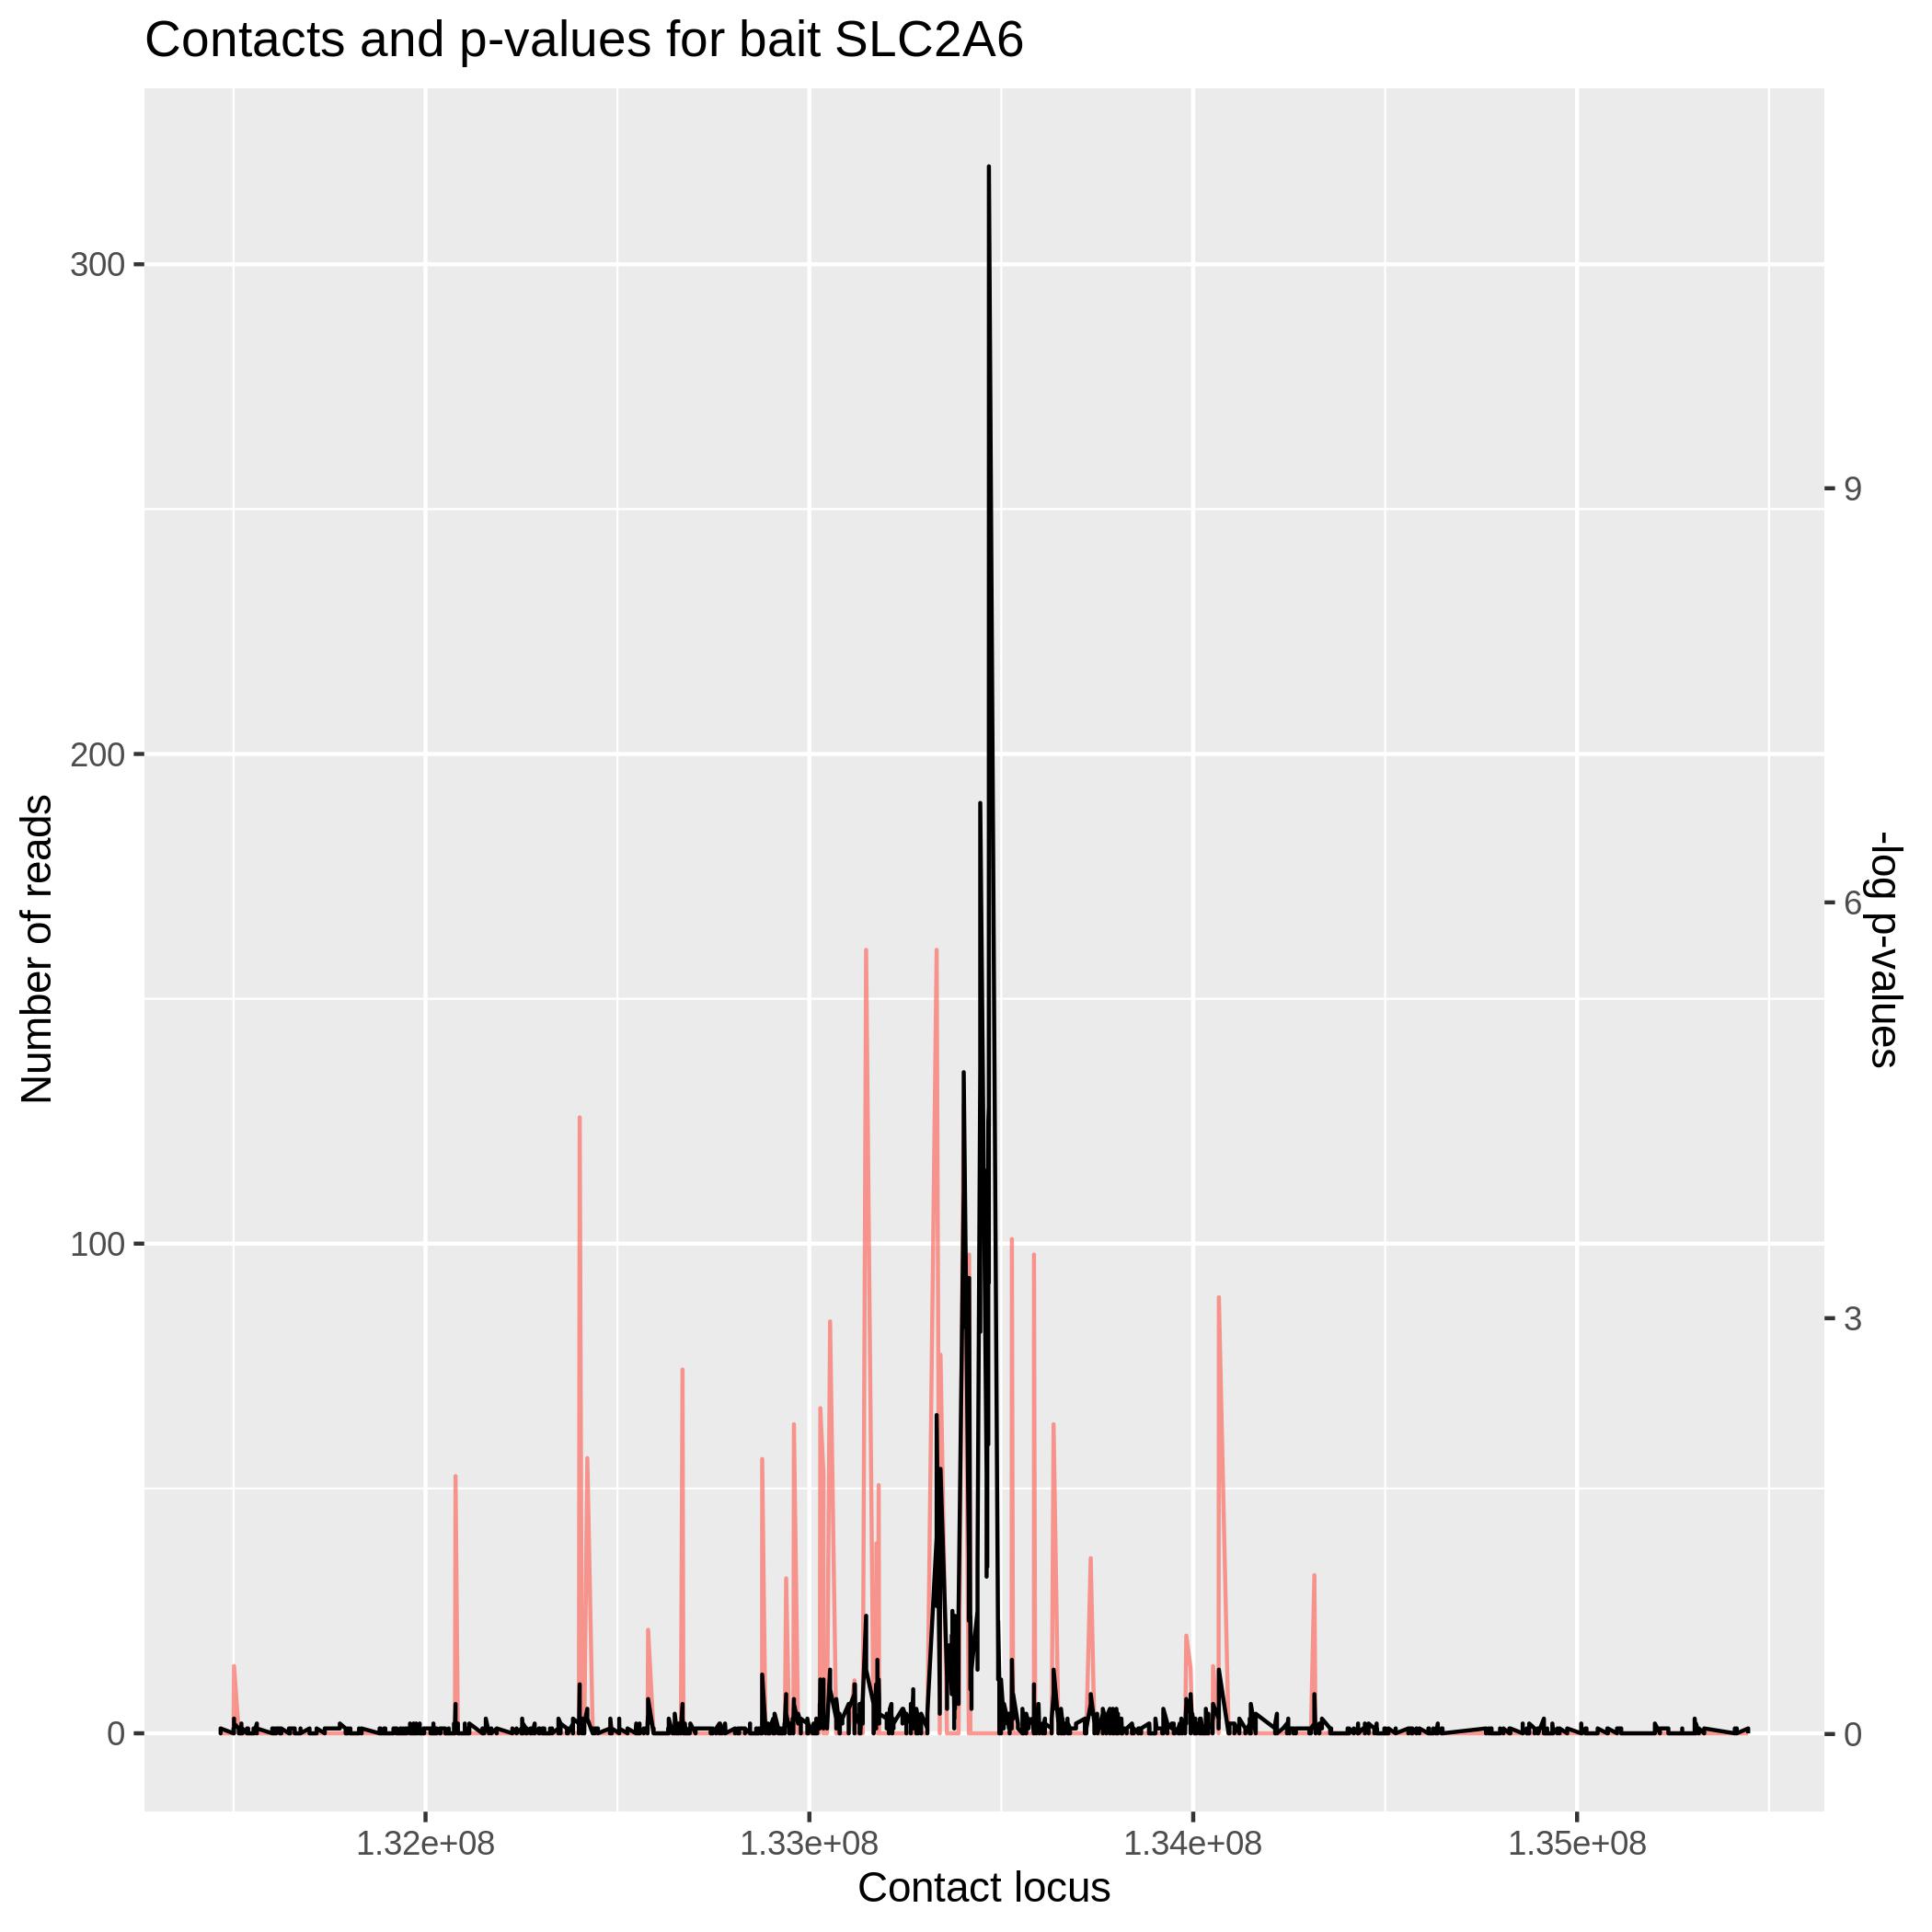 Contacts and p-values for bait SLC2A6
Number of reads
300
200
100
0
9
6
3
0
-log p-values
1.32e+08
1.33e+08
1.34e+08
1.35e+08
Contact locus